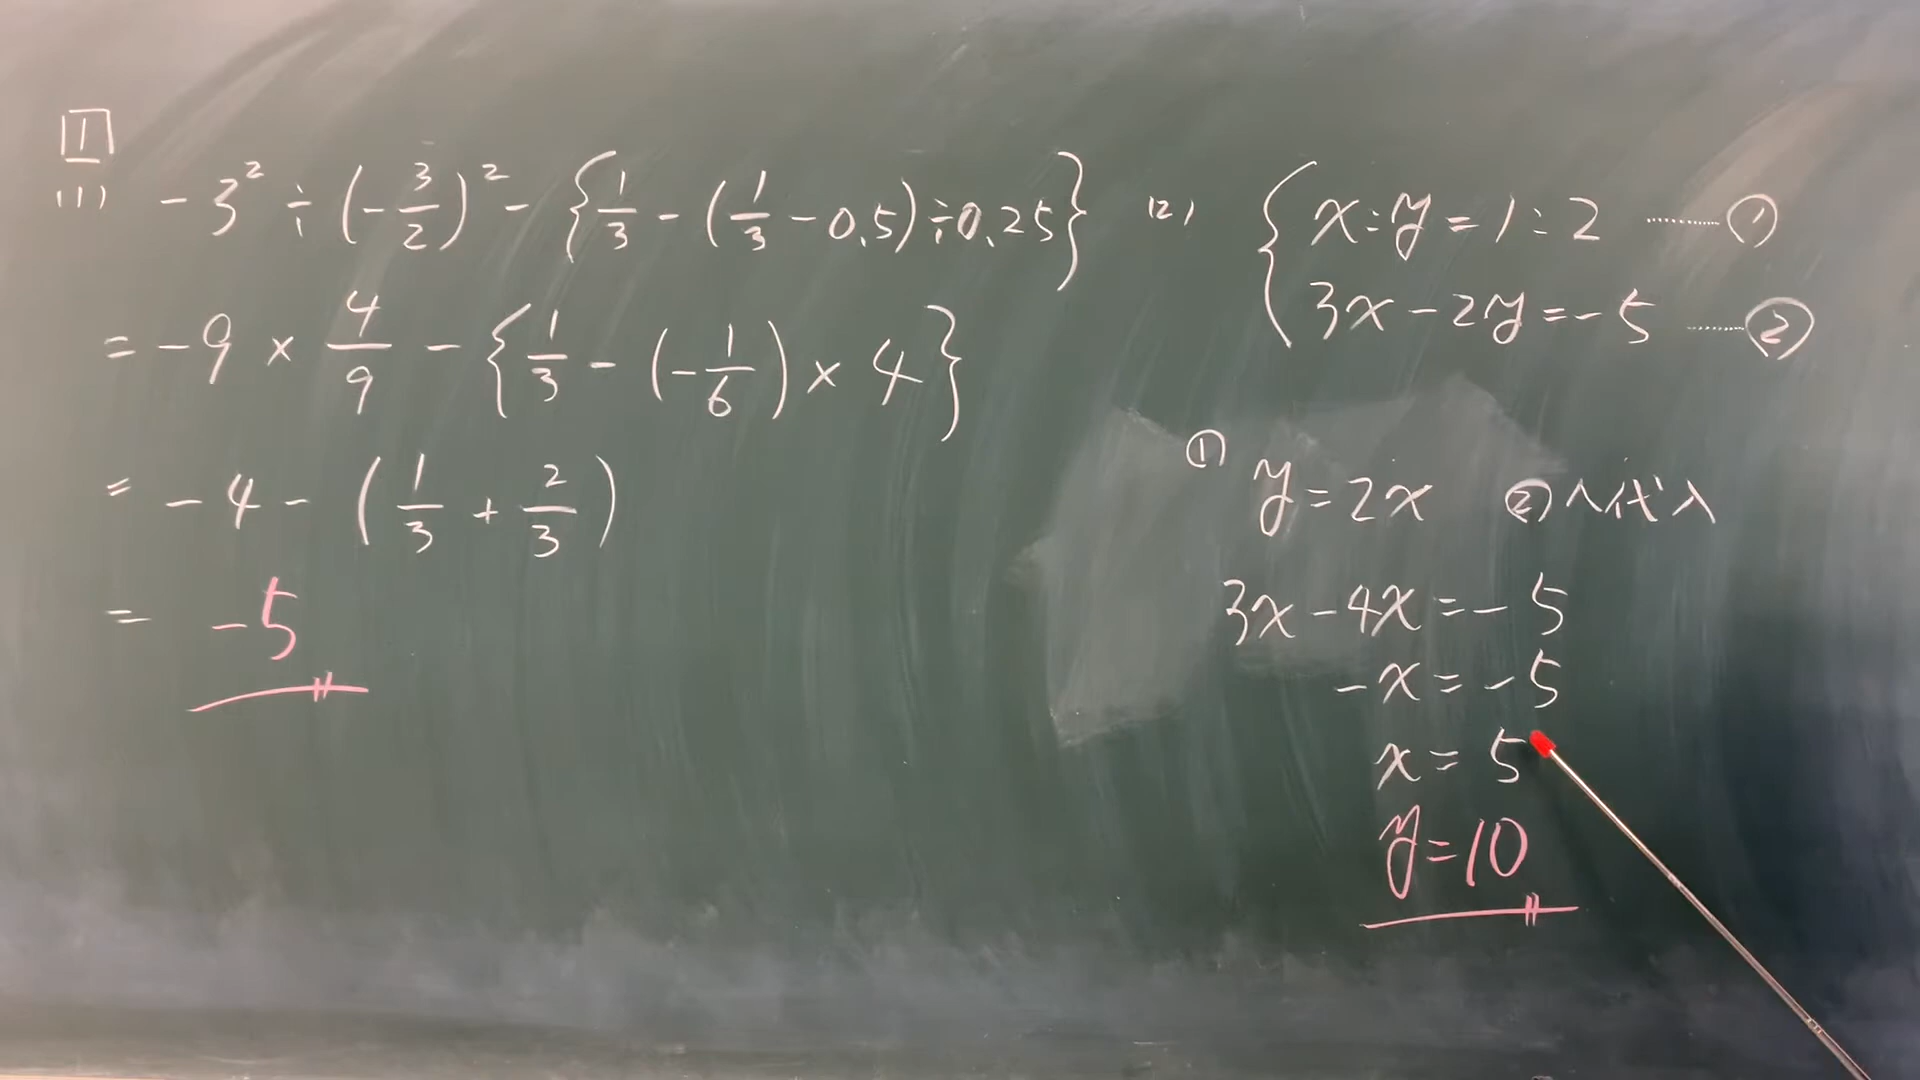 1
(1) -3² ÷ (-3/2)² - {1/3 - (1/3 - 0.5) ÷ 0.25}
= -9 × 4/9 - {1/3 - (-1/6) × 4}
= -4 - (1/3 + 2/3)
= -5
(2) { x:y = 1:2 ……①
3x - 2y = -5 ……②
① y = 2x ②へ代入
3x - 4x = -5
-x = -5
x = 5
y = 10